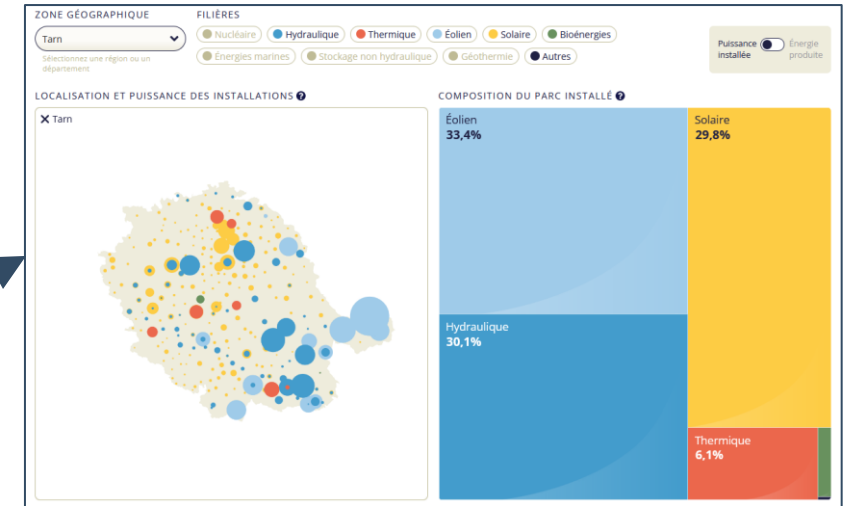 ZONE GÉOGRAPHIQUE
Tarn
Sélectionnez une région ou un
département
FILIÈRES
Nucléaire Hydraulique Thermique Éolien Solaire Bioénergies
Énergies marines Stockage non hydraulique Géothermie Autres
Puissance
installée
Énergie
produite
LOCALISATION ET PUISSANCE DES INSTALLATIONS ?
X Tarn
COMPOSITION DU PARC INSTALLÉ ?
Éolien
33,4%
Solaire
29,8%
Hydraulique
30,1%
Thermique
6,1%